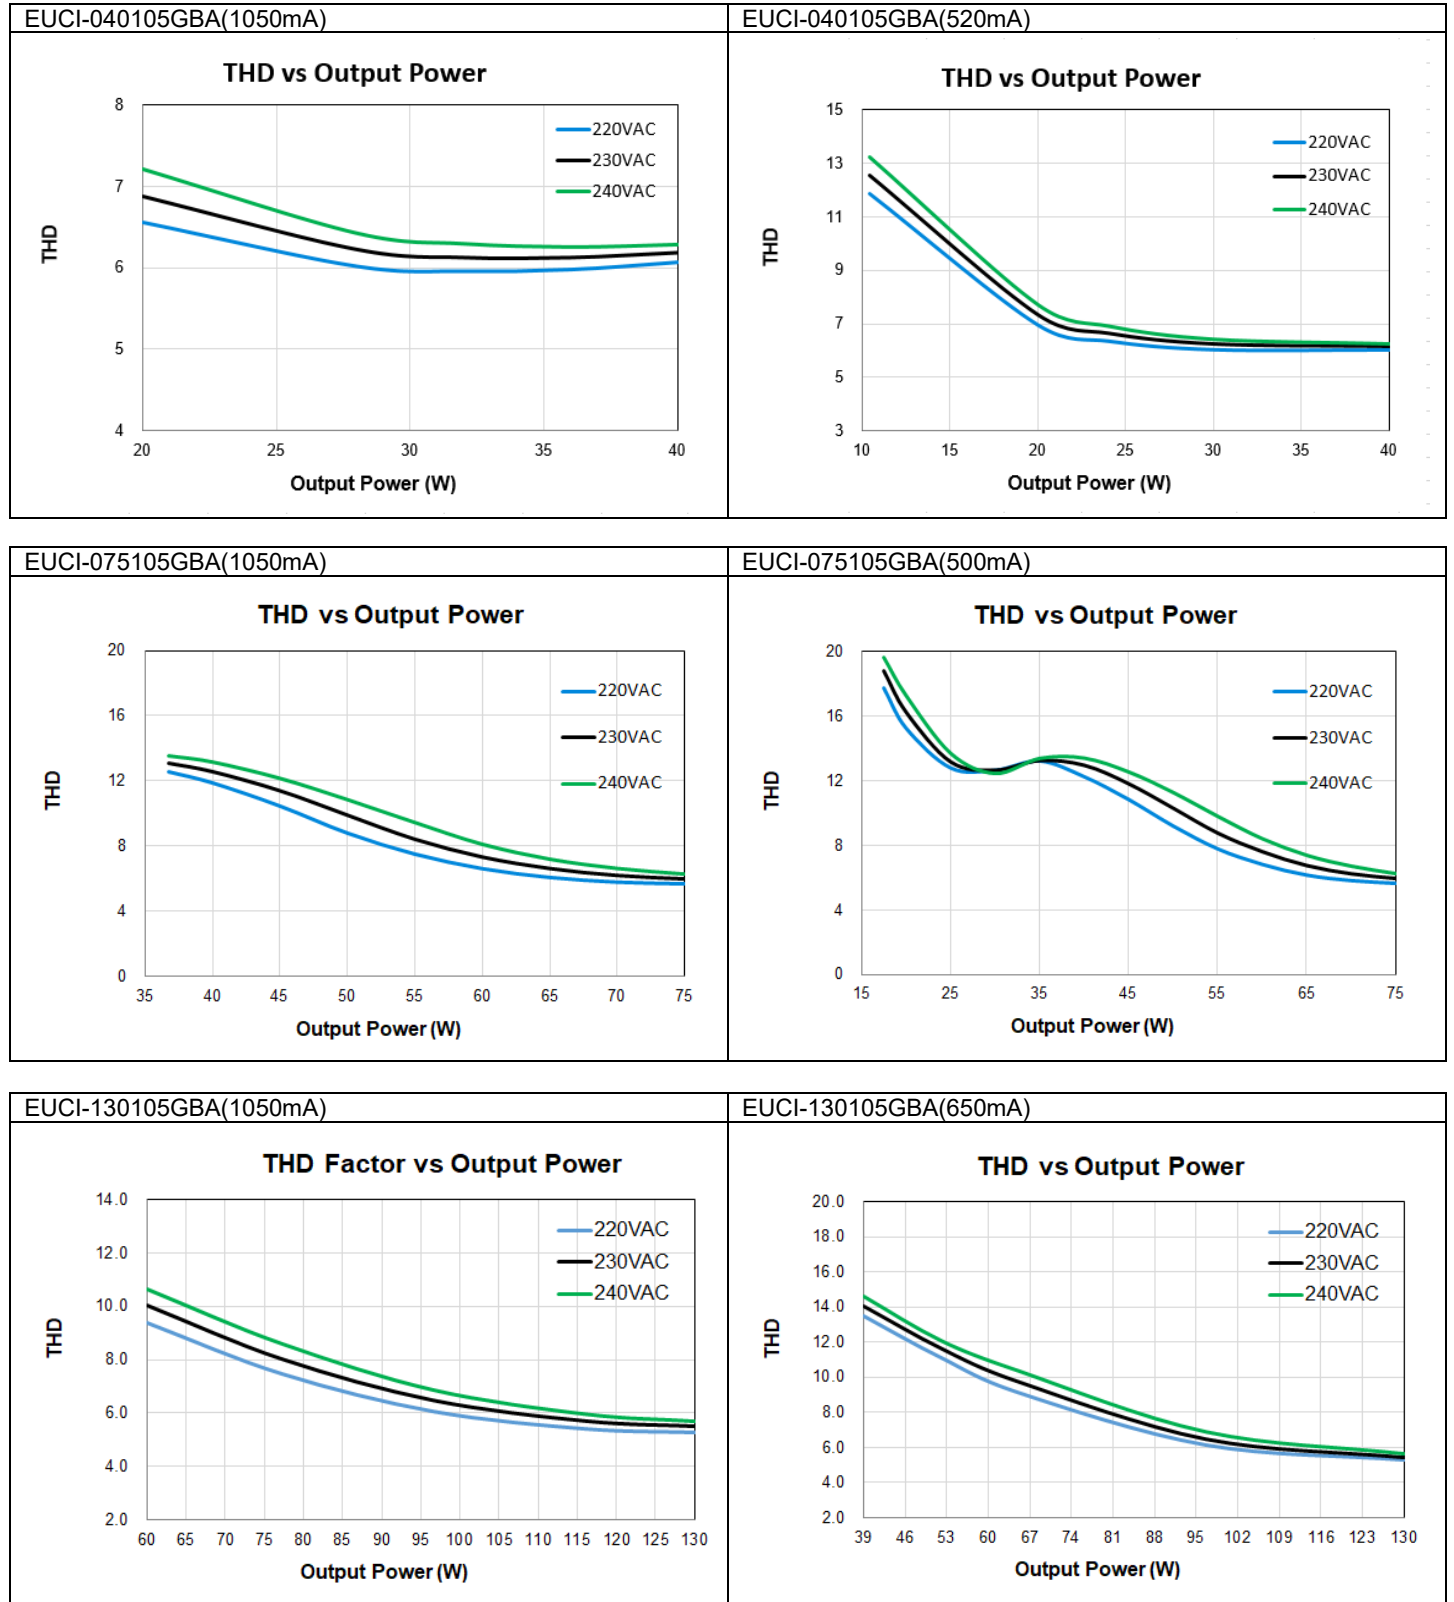 EUCI-040105GBA(1050mA)
EUCI-040105GBA(520mA)
THD vs Output Power
8
7
6
5
4
THD
220VAC
230VAC
240VAC
20 25 30 35 40
Output Power (W)
THD vs Output Power
15
13
11
9
7
5
3
THD
220VAC
230VAC
240VAC
10 15 20 25 30 35 40
Output Power (W)
EUCI-075105GBA(1050mA)
EUCI-075105GBA(500mA)
THD vs Output Power
20
16
12
8
4
0
THD
220VAC
230VAC
240VAC
35 40 45 50 55 60 65 70 75
Output Power (W)
THD vs Output Power
20
16
12
8
4
0
THD
220VAC
230VAC
240VAC
15 25 35 45 55 65 75
Output Power (W)
EUCI-130105GBA(1050mA)
EUCI-130105GBA(650mA)
THD Factor vs Output Power
14.0
12.0
10.0
8.0
6.0
4.0
2.0
THD
220VAC
230VAC
240VAC
60 65 70 75 80 85 90 95 100 105 110 115 120 125 130
Output Power (W)
THD vs Output Power
20.0
18.0
16.0
14.0
12.0
10.0
8.0
6.0
4.0
2.0
THD
220VAC
230VAC
240VAC
39 46 53 60 67 74 81 88 95 102 109 116 123 130
Output Power (W)